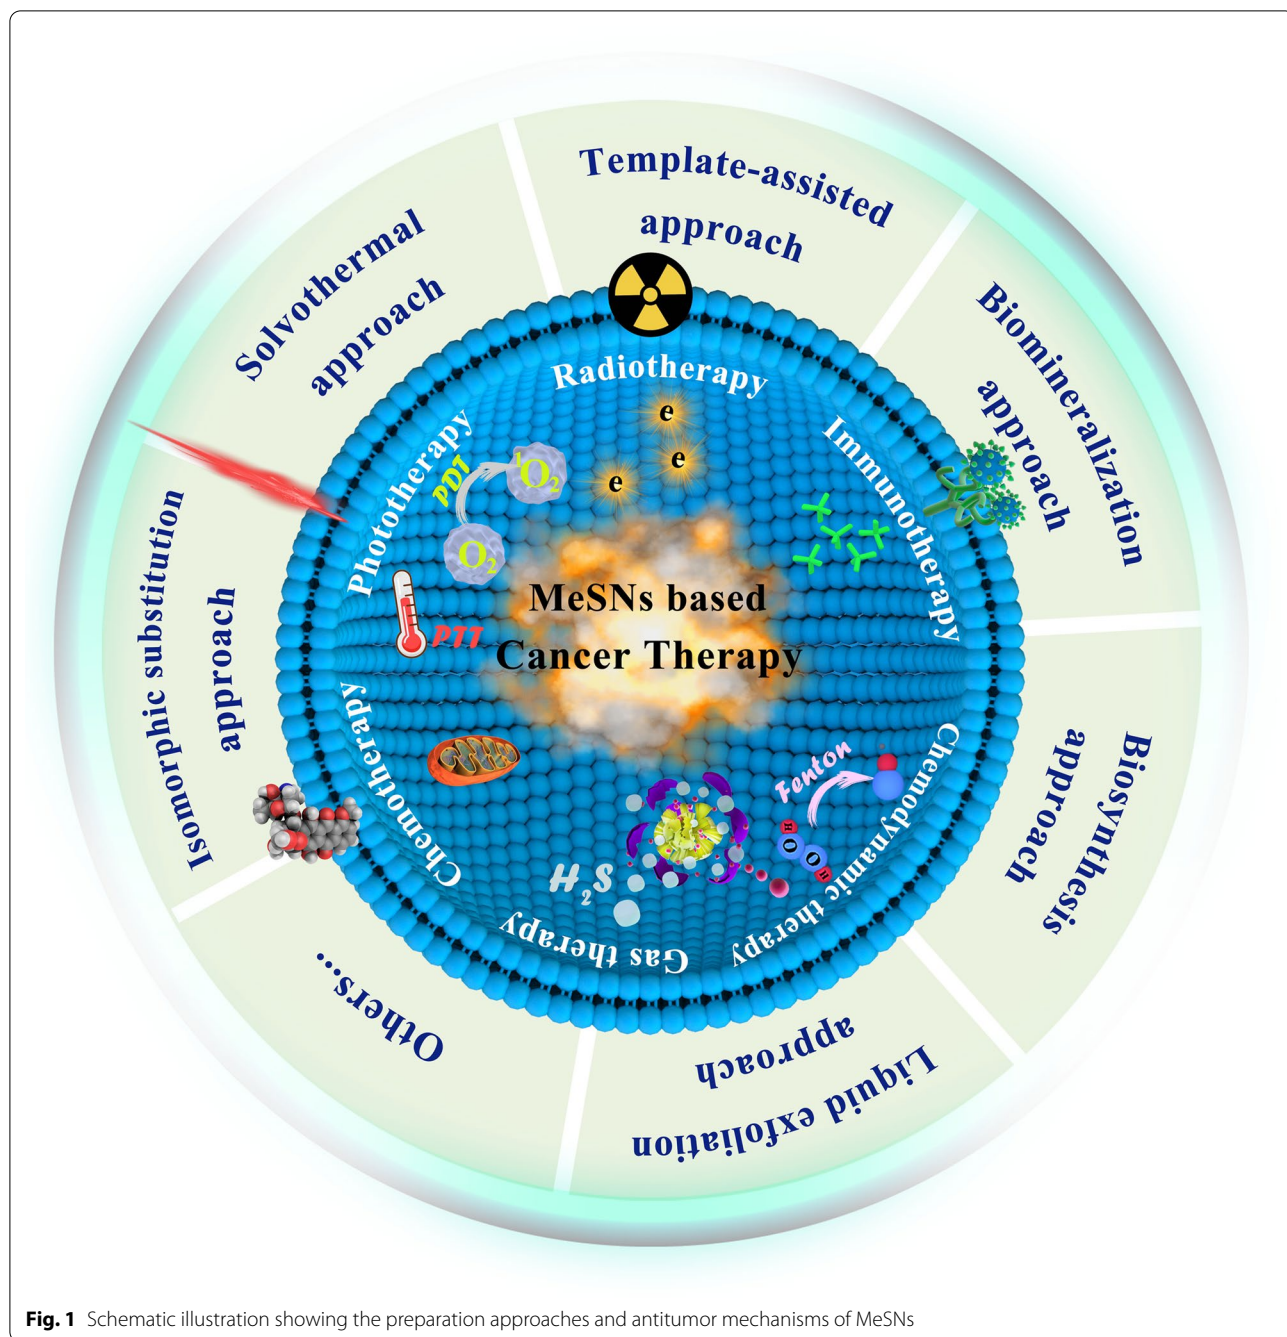 Template-assisted
approach
Biomineralization
approach
Biosynthesis
approach
Liquid exfoliation
approach
Others...
Isomorphic substitution
approach
Solvothermal
approach
Radiotherapy
e
e
e
Immunotherapy
Chemodynamic therapy
Fenton
H
O
O
H
Gas therapy
H2S
Chemotherapy
Phototherapy
PDT
1O2
O2
PTT
MeSNs based
Cancer Therapy
Fig. 1 Schematic illustration showing the preparation approaches and antitumor mechanisms of MeSNs